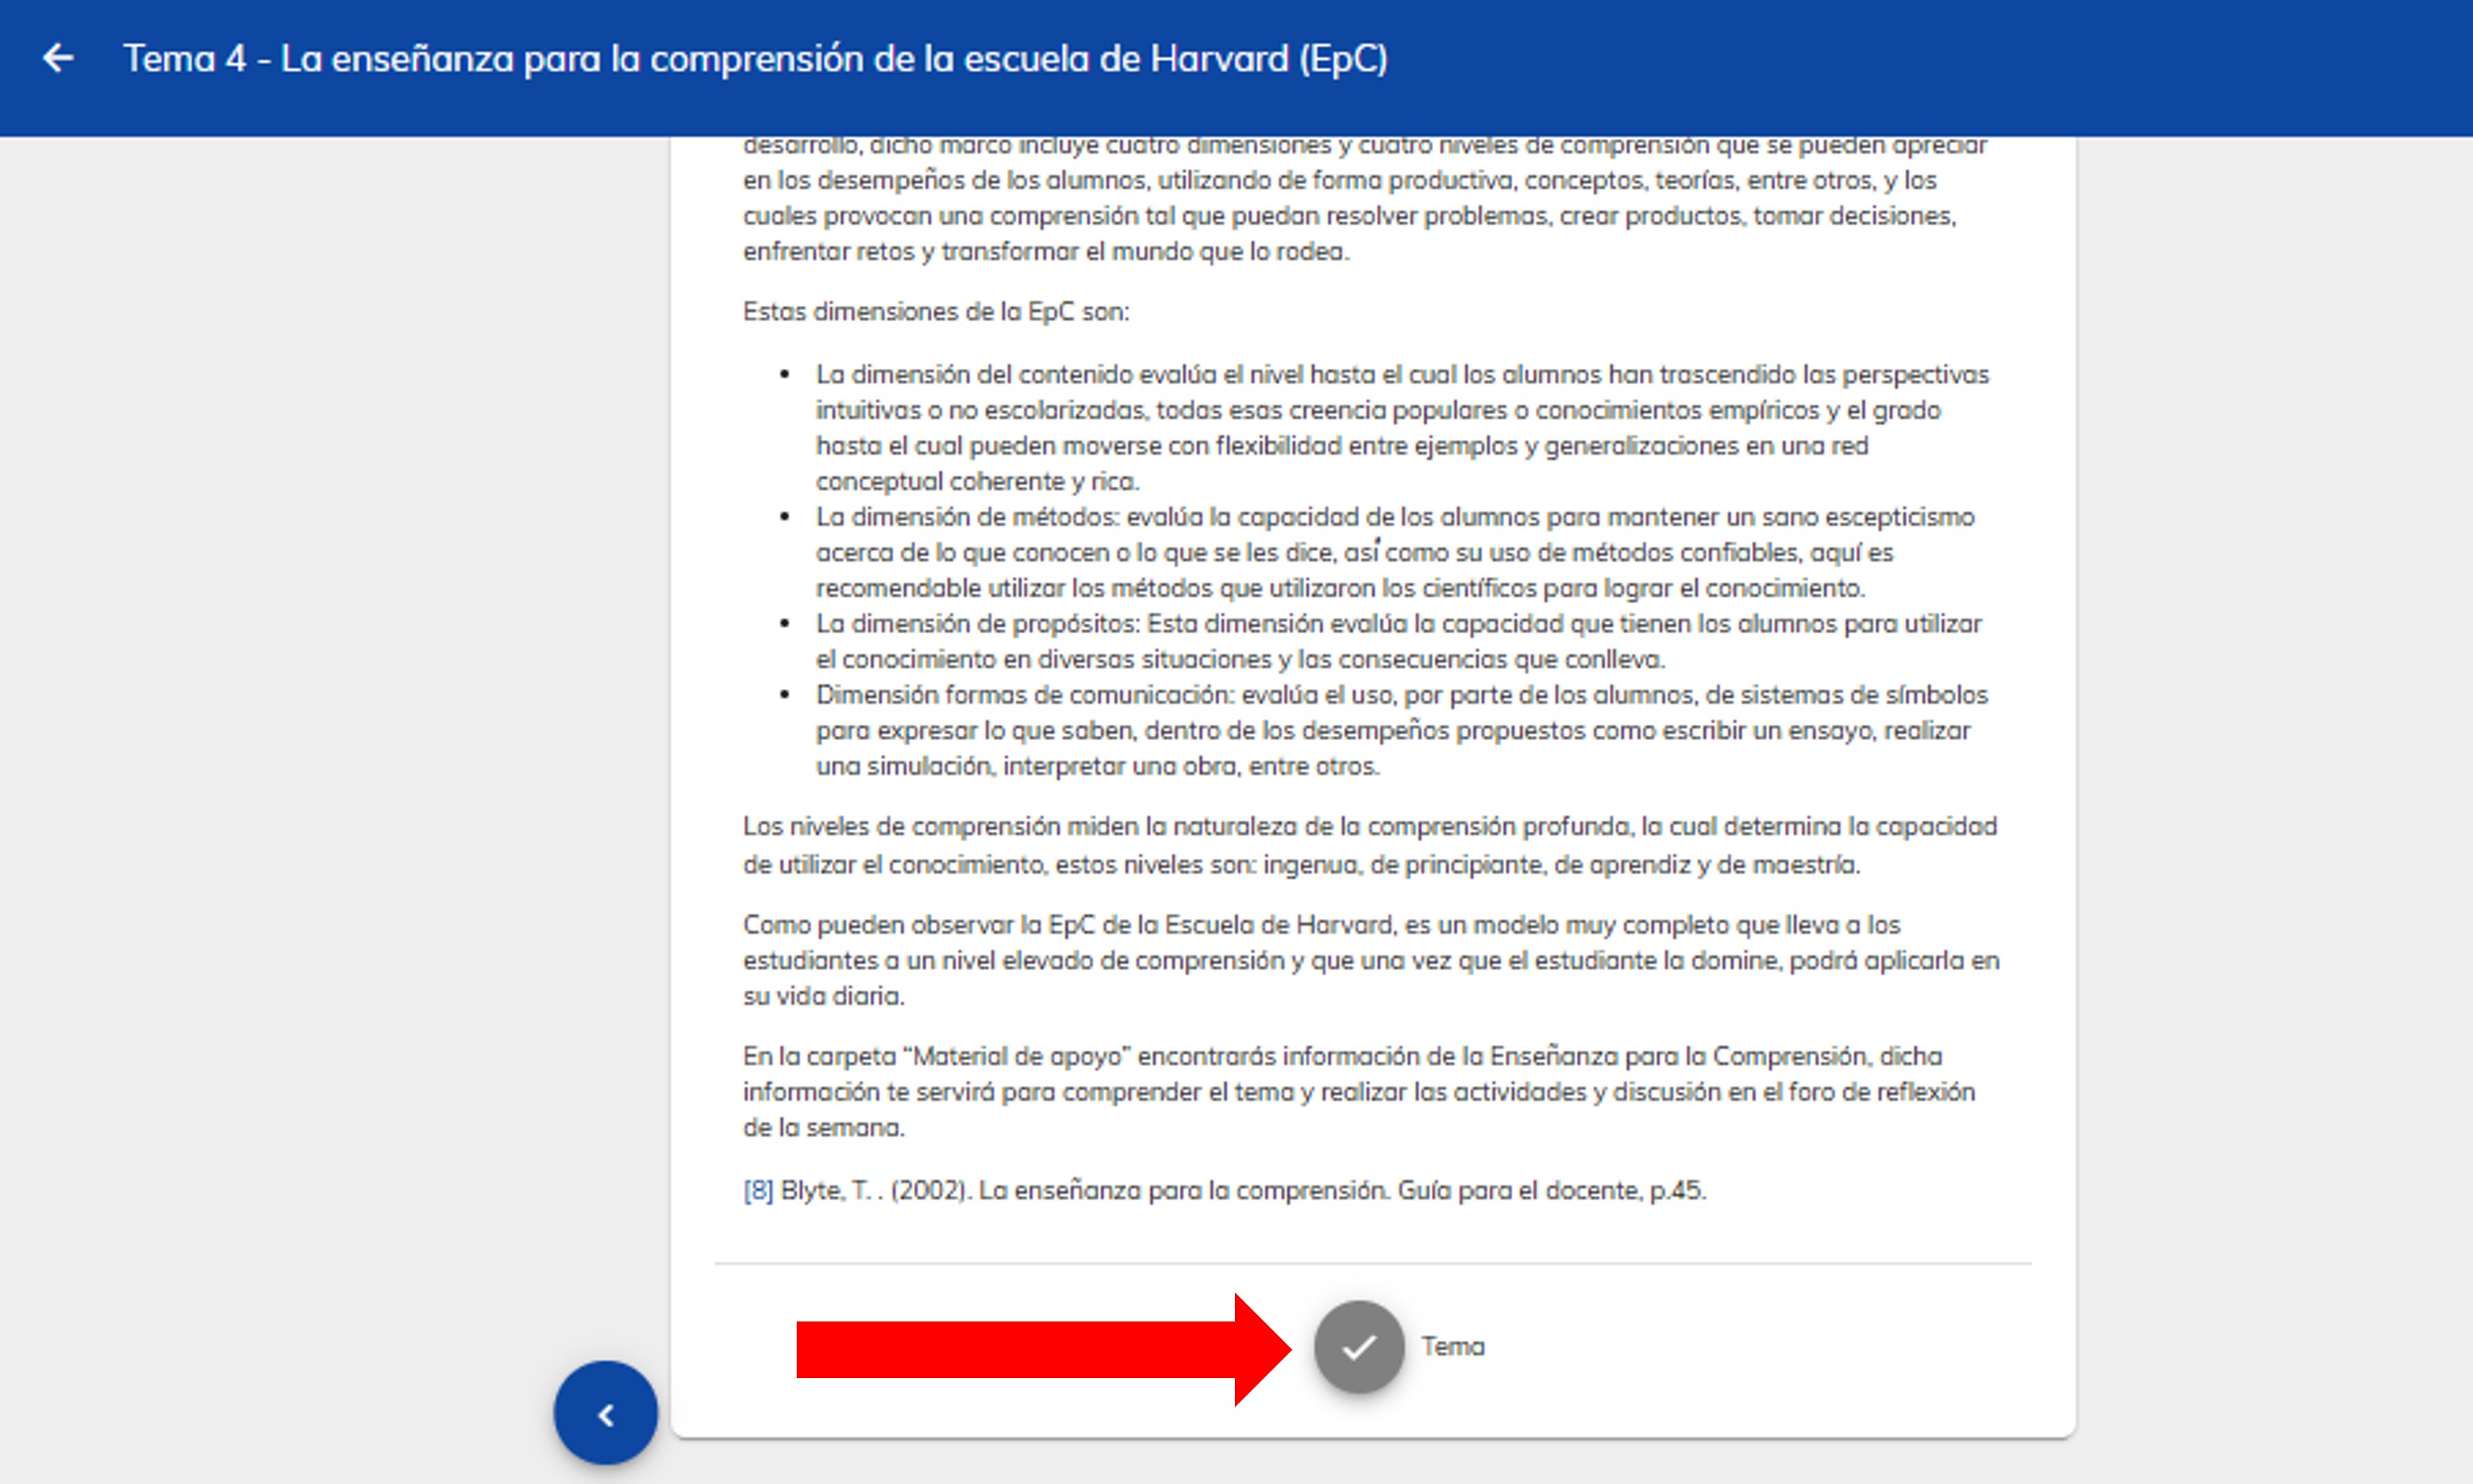 Tema 4 - La enseñanza para la comprensión de la escuela de Harvard (EpC)
desarrollo, dicho marco incluye cuatro dimensiones y cuatro niveles de comprensión que se pueden apreciar
en los desempeños de los alumnos, utilizando de forma productiva, conceptos, teorías, entre otros, y los
cuales provocan una comprensión tal que puedan resolver problemas, crear productos, tomar decisiones,
enfrentar retos y transformar el mundo que lo rodea.
Estas dimensiones de la EpC son:
• La dimensión del contenido evalúa el nivel hasta el cual los alumnos han trascendido las perspectivas
intuitivas o no escolarizadas, todas esas creencia populares o conocimientos empíricos y el grado
hasta el cual pueden moverse con flexibilidad entre ejemplos y generalizaciones en una red
conceptual coherente y rica.
• La dimensión de métodos: evalúa la capacidad de los alumnos para mantener un sano escepticismo
acerca de lo que conocen o lo que se les dice, así como su uso de métodos confiables, aquí es
recomendable utilizar los métodos que utilizaron los científicos para lograr el conocimiento.
• La dimensión de propósitos: Esta dimensión evalúa la capacidad que tienen los alumnos para utilizar
el conocimiento en diversas situaciones y las consecuencias que conlleva.
• Dimensión formas de comunicación: evalúa el uso, por parte de los alumnos, de sistemas de símbolos
para expresar lo que saben, dentro de los desempeños propuestos como escribir un ensayo, realizar
una simulación, interpretar una obra, entre otros.
Los niveles de comprensión miden la naturaleza de la comprensión profunda, la cual determina la capacidad
de utilizar el conocimiento, estos niveles son: ingenua, de principiante, de aprendiz y de maestría.
Como pueden observar la EpC de la Escuela de Harvard, es un modelo muy completo que lleva a los
estudiantes a un nivel elevado de comprensión y que una vez que el estudiante la domine, podrá aplicarla en
su vida diaria.
En la carpeta “Material de apoyo” encontrarás información de la Enseñanza para la Comprensión, dicha
información te servirá para comprender el tema y realizar las actividades y discusión en el foro de reflexión
de la semana.
[8] Blyte, T. . (2002). La enseñanza para la comprensión. Guía para el docente, p.45.
Tema